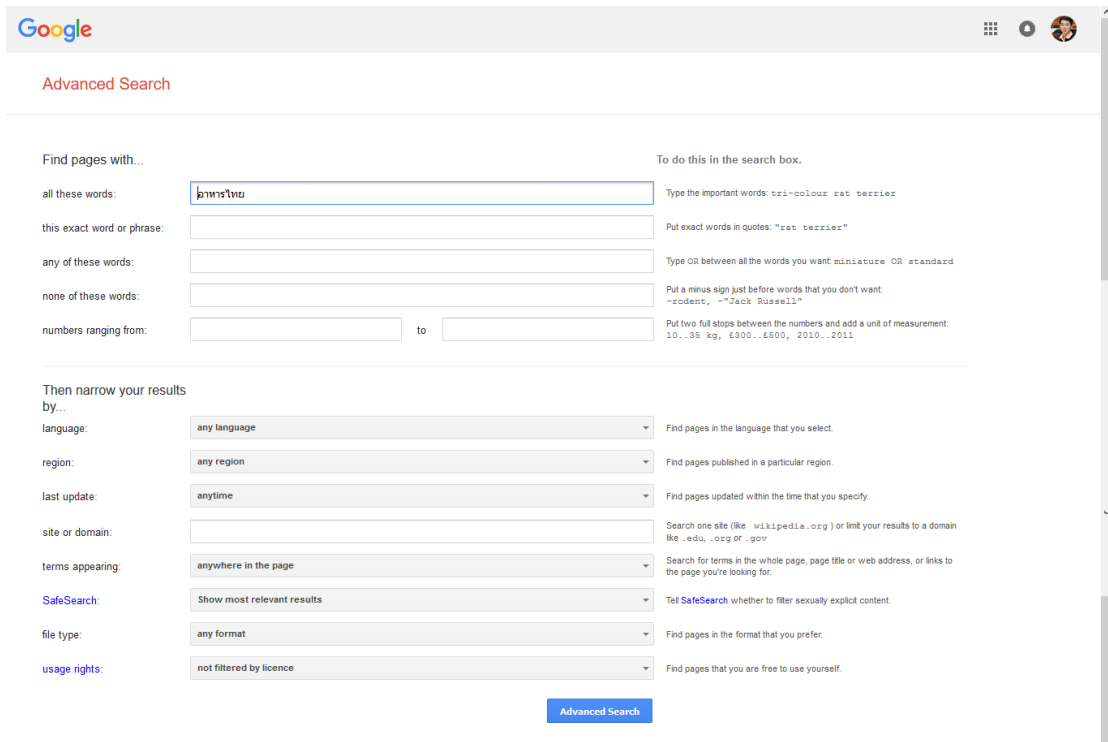 Google
Advanced Search
Find pages with...
To do this in the search box.
all these words:
อาหารไทย
Type the important words: tri-colour rat terrier
this exact word or phrase:
Put exact words in quotes: "rat terrier"
any of these words:
Type OR between all the words you want: miniature OR standard
none of these words:
Put a minus sign just before words that you don't want:
-rodent, -"Jack Russell"
numbers ranging from:
to
Put two full stops between the numbers and add a unit of measurement:
10..35 kg, £300..£500, 2010..2011
Then narrow your results
by...
language:
any language
Find pages in the language that you select.
region:
any region
Find pages published in a particular region.
last update:
anytime
Find pages updated within the time that you specify.
site or domain:
Search one site (like wikipedia.org ) or limit your results to a domain
like .edu, .org or .gov
terms appearing:
anywhere in the page
Search for terms in the whole page, page title or web address, or links to
the page you're looking for.
SafeSearch:
Show most relevant results
Tell SafeSearch whether to filter sexually explicit content.
file type:
any format
Find pages in the format that you prefer.
usage rights:
not filtered by licence
Find pages that you are free to use yourself.
Advanced Search